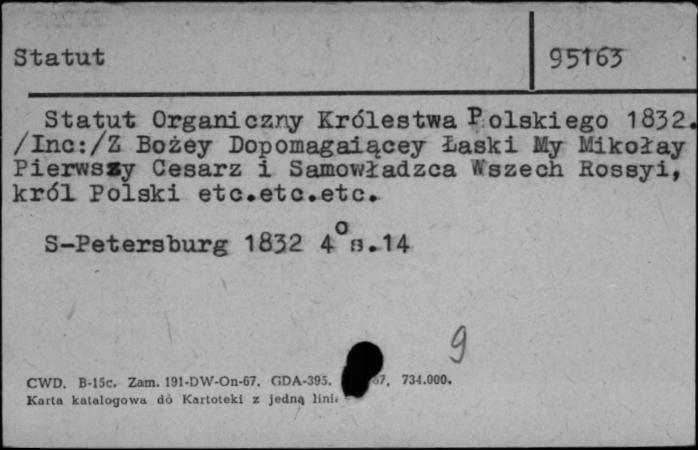 Statut 95163
Statut Organiczny Królestwa Polskiego 1832.
/Inc:/Z Bożey Dopomagaiącey Łaski My Mikołay
Pierwszy Cesarz i Samowładzca Wszech Rossyi,
król Polski etc.etc.etc.
S-Petersburg 1832 4o s.14
9
CWD. B-15c. Zam. 191-DW-On-67. GDA-395. 67. 734.000.
Karta katalogowa do Kartoteki z jedną